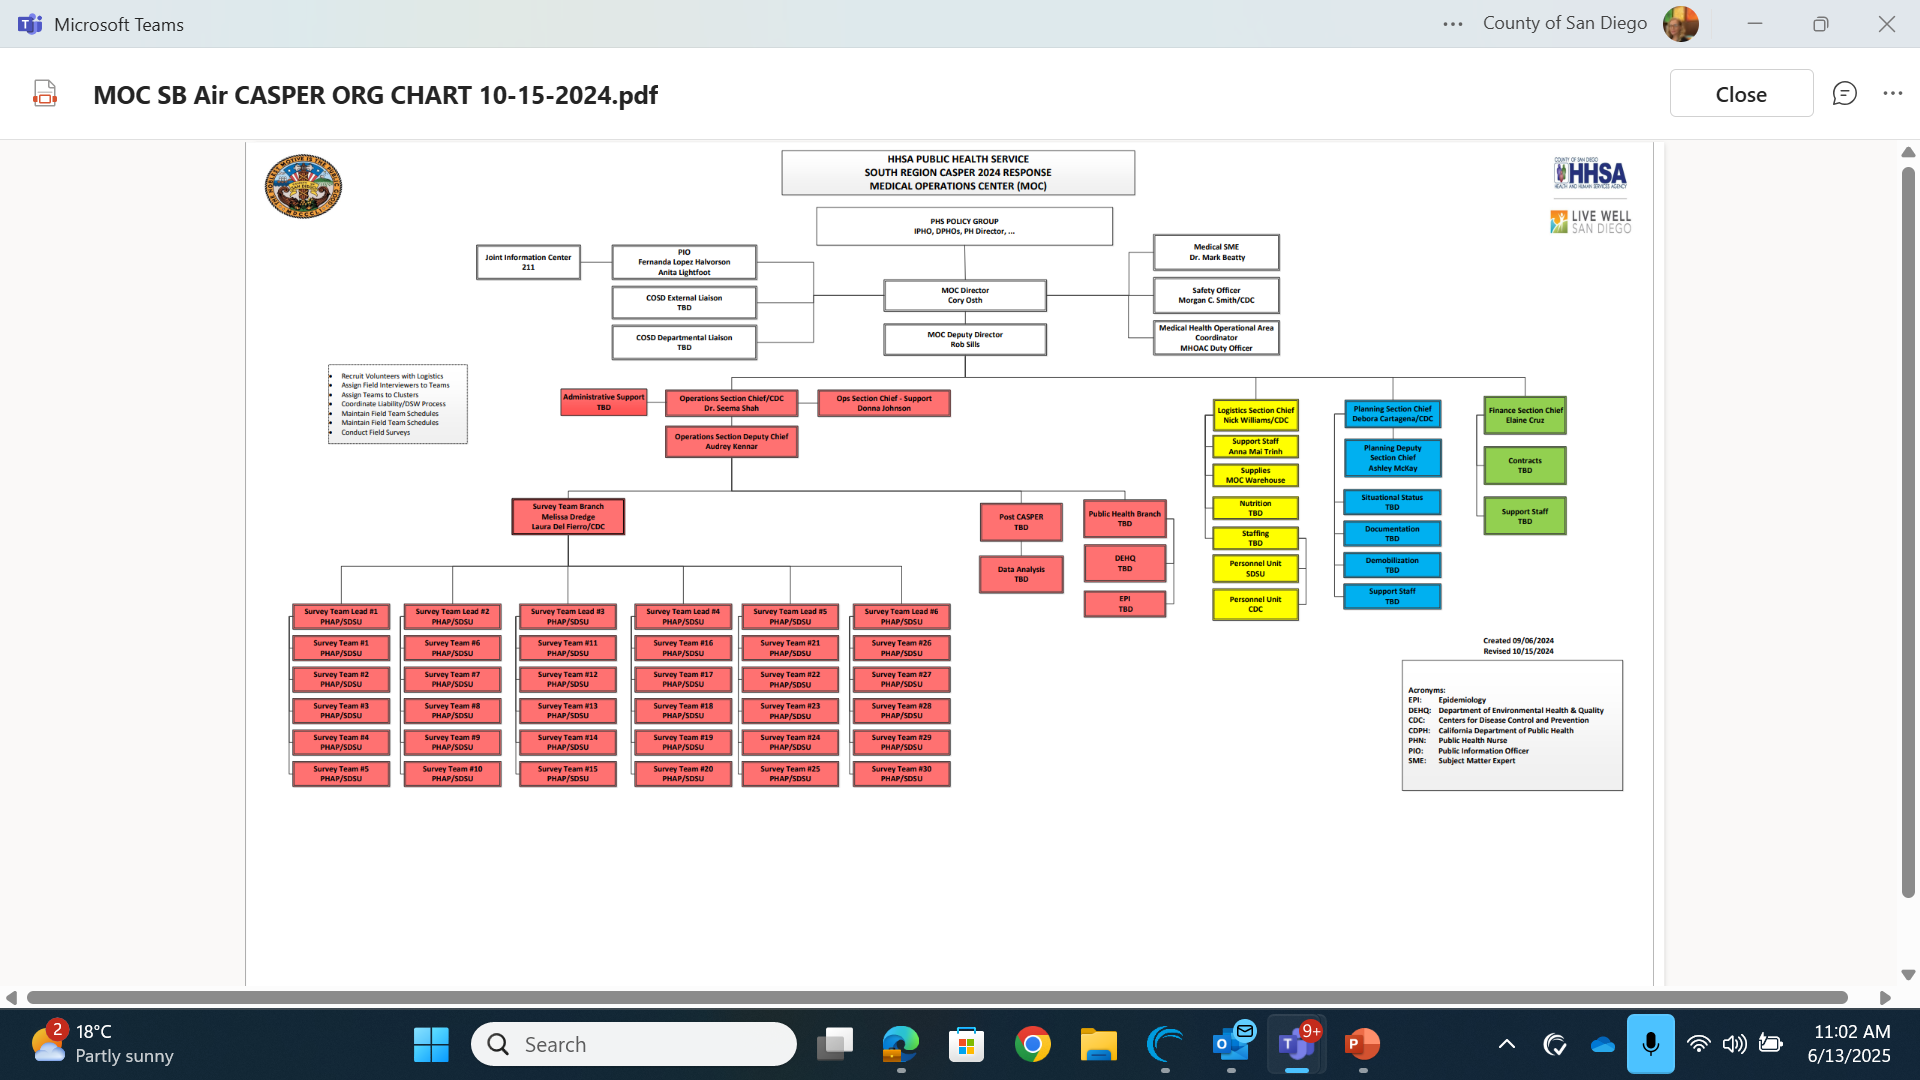 Microsoft Teams
County of San Diego
MOC SB Air CASPER ORG CHART 10-15-2024.pdf
Close
HHSA PUBLIC HEALTH SERVICE
SOUTH REGION CASPER 2024 RESPONSE
MEDICAL OPERATIONS CENTER (MOC)
COUNTY OF SAN DIEGO
HHSA
HEALTH AND HUMAN SERVICES AGENCY
LIVE WELL
SAN DIEGO
PHS POLICY GROUP
IPHO, DPHOs, PH Director, ...
Joint Information Center
211
PIO
Fernanda Lopez Halvorson
Anita Lightfoot
COSD External Liaison
TBD
COSD Departmental Liaison
TBD
MOC Director
Cory Osth
MOC Deputy Director
Rob Sills
Medical SME
Dr. Mark Beatty
Safety Officer
Morgan C. Smith/CDC
Medical Health Operational Area
Coordinator
MHOAC Duty Officer
• Recruit Volunteers with Logistics
• Assign Field Interviewers to Teams
• Assign Teams to Clusters
• Coordinate Liability/DSW Process
• Maintain Field Team Schedules
• Maintain Field Team Schedules
• Conduct Field Surveys
Administrative Support
TBD
Operations Section Chief/CDC
Dr. Seema Shah
Ops Section Chief - Support
Donna Johnson
Operations Section Deputy Chief
Audrey Kennar
Survey Team Branch
Melissa Dredge
Laura Del Fierro/CDC
Post CASPER
TBD
Data Analysis
TBD
Public Health Branch
TBD
DEHQ
TBD
EPI
TBD
Logistics Section Chief
Nick Williams/CDC
Support Staff
Anna Mai Trinh
Supplies
MOC Warehouse
Nutrition
TBD
Staffing
TBD
Personnel Unit
SDSU
Personnel Unit
CDC
Planning Section Chief
Debora Cartagena/CDC
Planning Deputy
Section Chief
Ashley McKay
Situational Status
TBD
Documentation
TBD
Demobilization
TBD
Support Staff
TBD
Finance Section Chief
Elaine Cruz
Contracts
TBD
Support Staff
TBD
Survey Team Lead #1
PHAP/SDSU
Survey Team #1
PHAP/SDSU
Survey Team #2
PHAP/SDSU
Survey Team #3
PHAP/SDSU
Survey Team #4
PHAP/SDSU
Survey Team #5
PHAP/SDSU
Survey Team Lead #2
PHAP/SDSU
Survey Team #6
PHAP/SDSU
Survey Team #7
PHAP/SDSU
Survey Team #8
PHAP/SDSU
Survey Team #9
PHAP/SDSU
Survey Team #10
PHAP/SDSU
Survey Team Lead #3
PHAP/SDSU
Survey Team #11
PHAP/SDSU
Survey Team #12
PHAP/SDSU
Survey Team #13
PHAP/SDSU
Survey Team #14
PHAP/SDSU
Survey Team #15
PHAP/SDSU
Survey Team Lead #4
PHAP/SDSU
Survey Team #16
PHAP/SDSU
Survey Team #17
PHAP/SDSU
Survey Team #18
PHAP/SDSU
Survey Team #19
PHAP/SDSU
Survey Team #20
PHAP/SDSU
Survey Team Lead #5
PHAP/SDSU
Survey Team #21
PHAP/SDSU
Survey Team #22
PHAP/SDSU
Survey Team #23
PHAP/SDSU
Survey Team #24
PHAP/SDSU
Survey Team #25
PHAP/SDSU
Survey Team Lead #6
PHAP/SDSU
Survey Team #26
PHAP/SDSU
Survey Team #27
PHAP/SDSU
Survey Team #28
PHAP/SDSU
Survey Team #29
PHAP/SDSU
Survey Team #30
PHAP/SDSU
Created 09/06/2024
Revised 10/15/2024
Acronyms:
EPI: Epidemiology
DEHQ: Department of Environmental Health & Quality
CDC: Centers for Disease Control and Prevention
CDPH: California Department of Public Health
PHN: Public Health Nurse
PIO: Public Information Officer
SME: Subject Matter Expert
2
18°C
Partly sunny
Search
9+
11:02 AM
6/13/2025